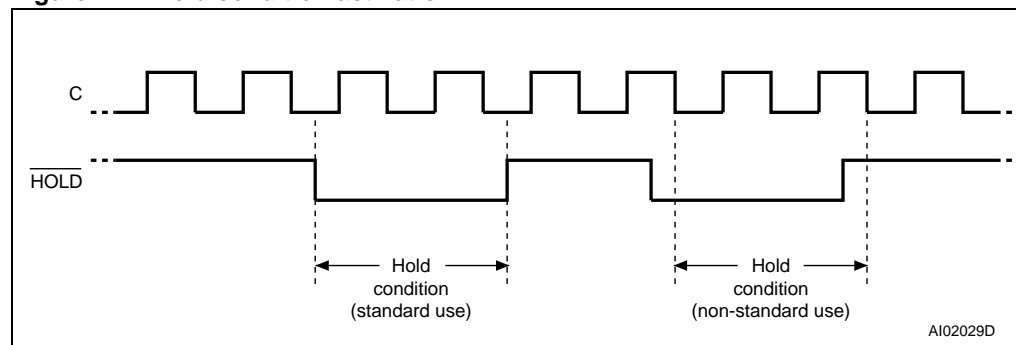 C
HOLD
Hold
condition
(standard use)
Hold
condition
(non-standard use)
AI02029D